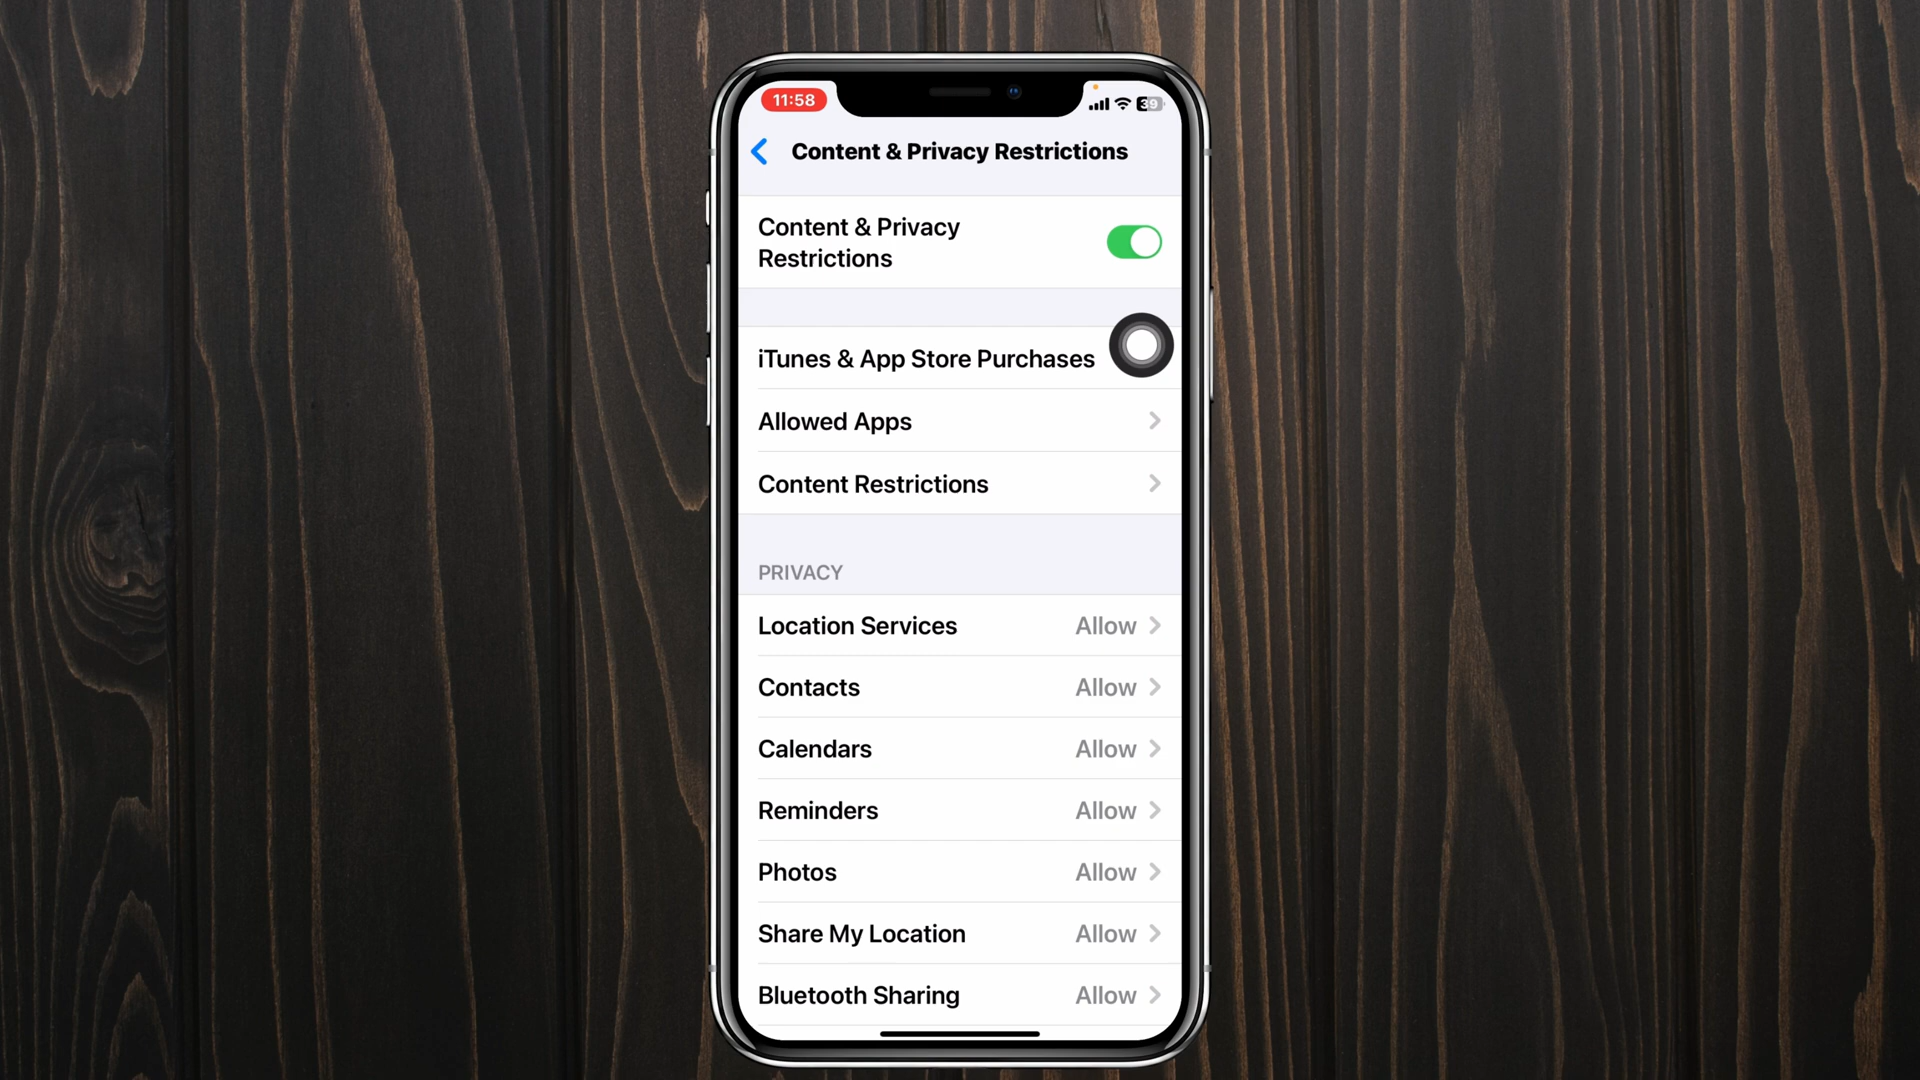 11:58
39
Content & Privacy Restrictions
Content & Privacy
Restrictions
iTunes & App Store Purchases
Allowed Apps
Content Restrictions
PRIVACY
Location Services Allow
Contacts Allow
Calendars Allow
Reminders Allow
Photos Allow
Share My Location Allow
Bluetooth Sharing Allow